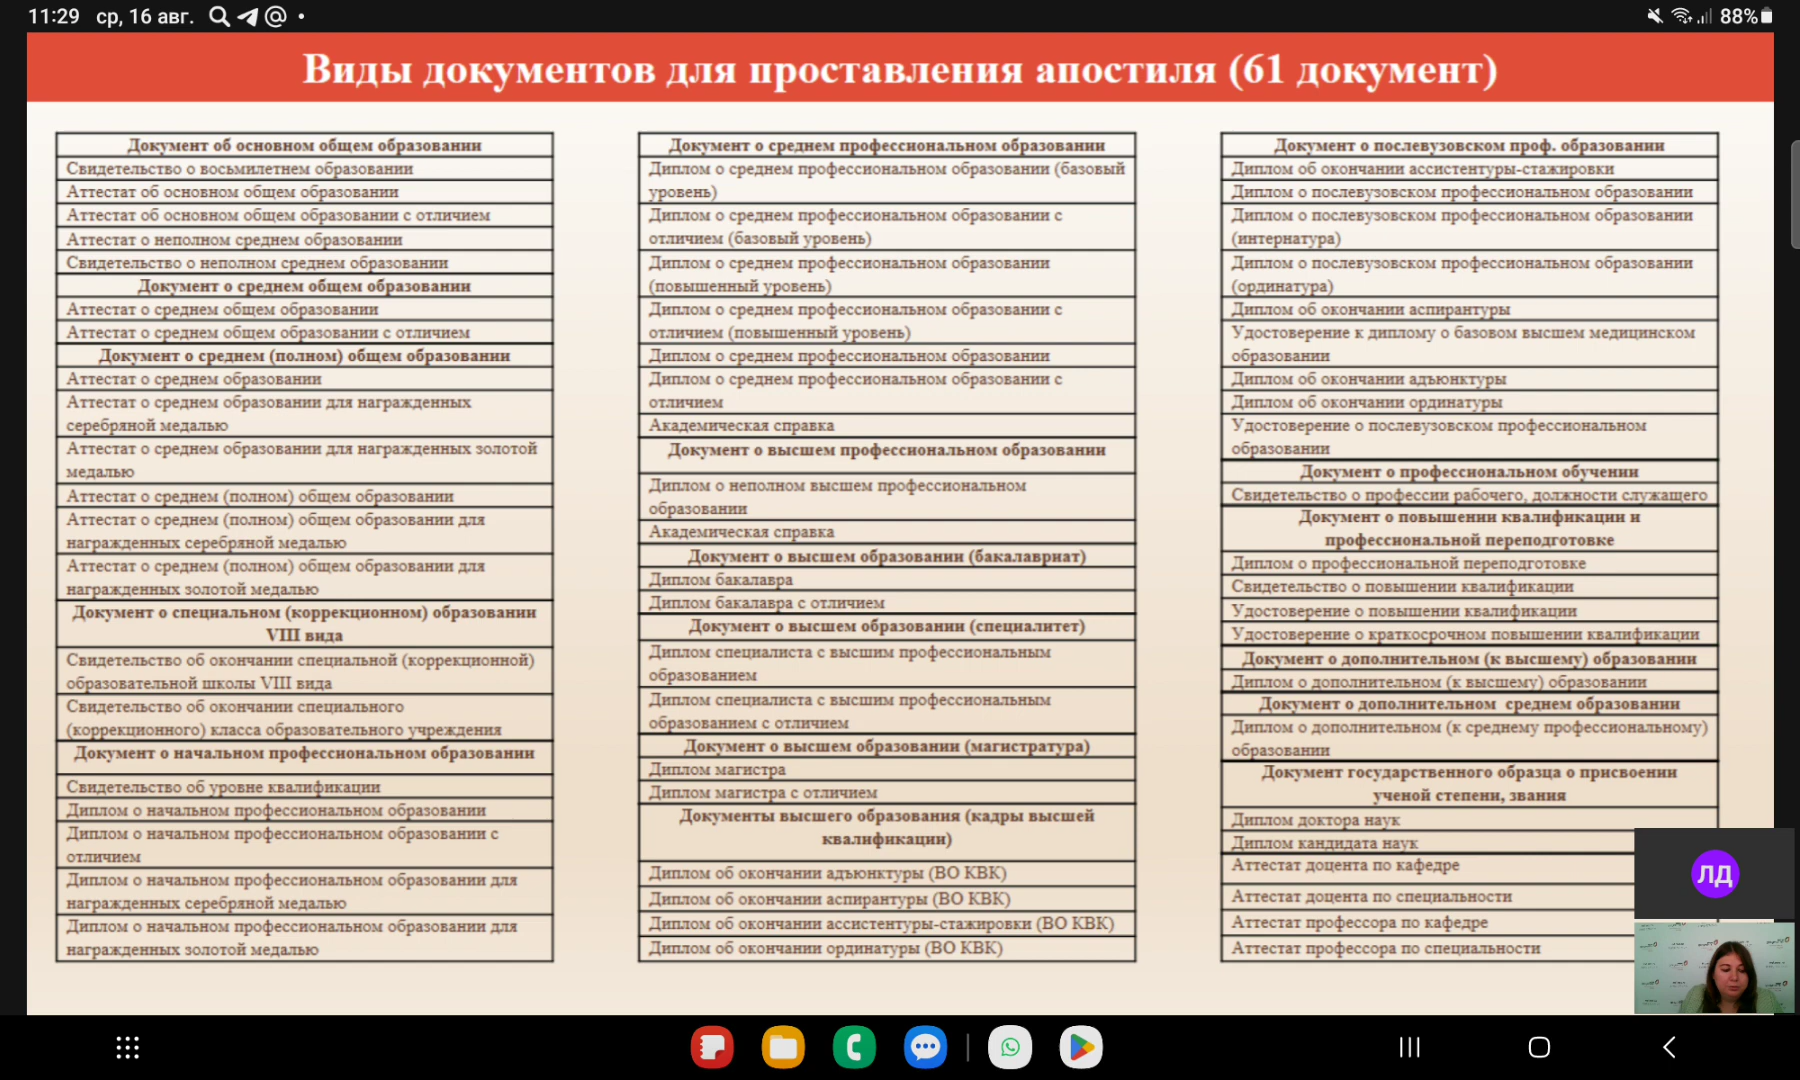 11:29 ср, 16 авг.
88%
Виды документов для проставления апостиля (61 документ)
Документ об основном общем образовании
Свидетельство о восьмилетнем образовании
Аттестат об основном общем образовании
Аттестат об основном общем образовании с отличием
Аттестат о неполном среднем образовании
Свидетельство о неполном среднем образовании
Документ о среднем общем образовании
Аттестат о среднем общем образовании
Аттестат о среднем общем образовании с отличием
Документ о среднем (полном) общем образовании
Аттестат о среднем образовании
Аттестат о среднем образовании для награжденных
серебряной медалью
Аттестат о среднем образовании для награжденных золотой
медалью
Аттестат о среднем (полном) общем образовании
Аттестат о среднем (полном) общем образовании для
награжденных серебряной медалью
Аттестат о среднем (полном) общем образовании для
награжденных золотой медалью
Документ о специальном (коррекционном) образовании
VIII вида
Свидетельство об окончании специальной (коррекционной)
образовательной школы VIII вида
Свидетельство об окончании специального
(коррекционного) класса образовательного учреждения
Документ о начальном профессиональном образовании
Свидетельство об уровне квалификации
Диплом о начальном профессиональном образовании
Диплом о начальном профессиональном образовании с
отличием
Диплом о начальном профессиональном образовании для
награжденных серебряной медалью
Диплом о начальном профессиональном образовании для
награжденных золотой медалью
Документ о среднем профессиональном образовании
Диплом о среднем профессиональном образовании (базовый
уровень)
Диплом о среднем профессиональном образовании с
отличием (базовый уровень)
Диплом о среднем профессиональном образовании
(повышенный уровень)
Диплом о среднем профессиональном образовании с
отличием (повышенный уровень)
Диплом о среднем профессиональном образовании
Диплом о среднем профессиональном образовании с
отличием
Академическая справка
Документ о высшем профессиональном образовании
Диплом о неполном высшем профессиональном
образовании
Академическая справка
Документ о высшем образовании (бакалавриат)
Диплом бакалавра
Диплом бакалавра с отличием
Документ о высшем образовании (специалитет)
Диплом специалиста с высшим профессиональным
образованием
Диплом специалиста с высшим профессиональным
образованием с отличием
Документ о высшем образовании (магистратура)
Диплом магистра
Диплом магистра с отличием
Документы высшего образования (кадры высшей
квалификации)
Диплом об окончании адъюнктуры (ВО КВК)
Диплом об окончании аспирантуры (ВО КВК)
Диплом об окончании ассистентуры-стажировки (ВО КВК)
Диплом об окончании ординатуры (ВО КВК)
Документ о послевузовском проф. образовании
Диплом об окончании ассистентуры-стажировки
Диплом о послевузовском профессиональном образовании
Диплом о послевузовском профессиональном образовании
(интернатура)
Диплом о послевузовском профессиональном образовании
(ординатура)
Диплом об окончании аспирантуры
Удостоверение к диплому о базовом высшем медицинском
образовании
Диплом об окончании адъюнктуры
Диплом об окончании ординатуры
Удостоверение о послевузовском профессиональном
образовании
Документ о профессиональном обучении
Свидетельство о профессии рабочего, должности служащего
Документ о повышении квалификации и
профессиональной переподготовке
Диплом о профессиональной переподготовке
Свидетельство о повышении квалификации
Удостоверение о повышении квалификации
Удостоверение о краткосрочном повышении квалификации
Документ о дополнительном (к высшему) образовании
Диплом о дополнительном (к высшему) образовании
Документ о дополнительном среднем образовании
Диплом о дополнительном (к среднему профессиональному)
образовании
Документ государственного образца о присвоении
ученой степени, звания
Диплом доктора наук
Диплом кандидата наук
Аттестат доцента по кафедре
Аттестат доцента по специальности
Аттестат профессора по кафедре
Аттестат профессора по специальности
ЛД